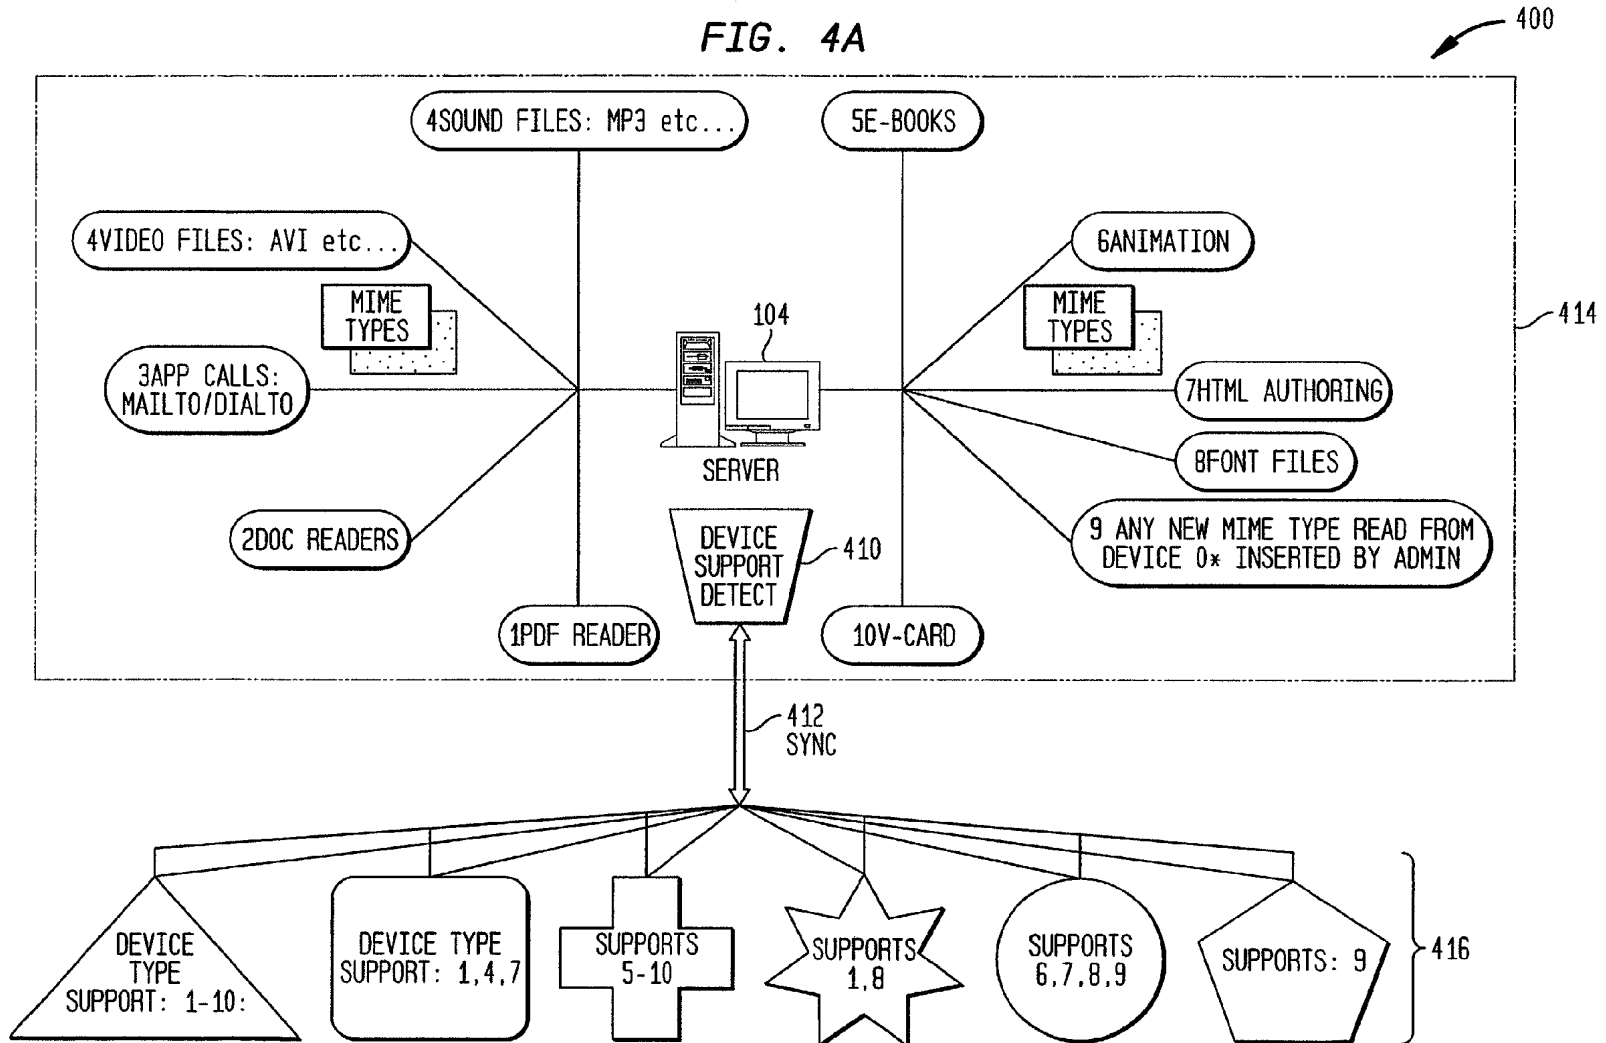 400
FIG. 4A
4SOUND FILES: MP3 etc...
5E-BOOKS
4VIDEO FILES: AVI etc...
6ANIMATION
MIME
TYPES
MIME
TYPES
104
414
3APP CALLS:
MAILTO/DIALTO
7HTML AUTHORING
SERVER
8FONT FILES
2DOC READERS
DEVICE
SUPPORT
DETECT
410
9 ANY NEW MIME TYPE READ FROM
DEVICE O* INSERTED BY ADMIN
1PDF READER
10V-CARD
412
SYNC
DEVICE
TYPE
SUPPORT: 1-10:
DEVICE TYPE
SUPPORT: 1,4,7
SUPPORTS
5-10
SUPPORTS
1,8
SUPPORTS
6,7,8,9
SUPPORTS: 9
416